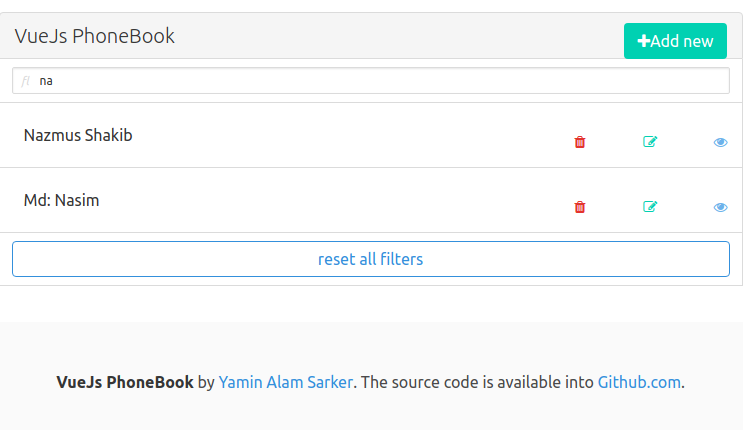 VueJs PhoneBook
+Add new
na
Nazmus Shakib
Md: Nasim
reset all filters
VueJs PhoneBook by Yamin Alam Sarker. The source code is available into Github.com.